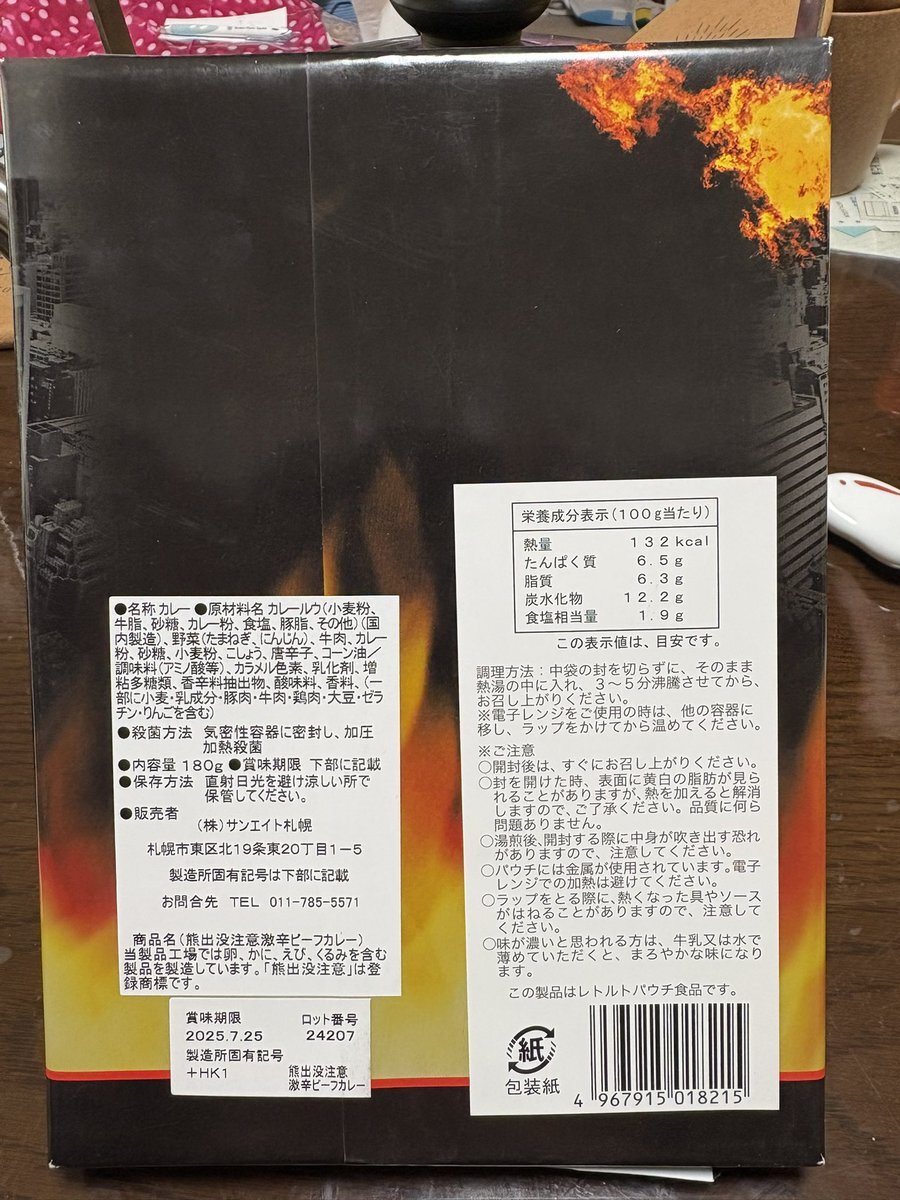 ●名称 カレー ●原材料名 カレールウ(小麦粉、
牛脂、砂糖、カレー粉、食塩、豚脂、その他)(国
内製造)、野菜(たまねぎ、にんじん)、牛肉、カレー
粉、砂糖、小麦粉、こしょう、唐辛子、コーン油/
調味料(アミノ酸等)、カラメル色素、乳化剤、増
粘多糖類、香辛料抽出物、酸味料、香料、(一
部に小麦・乳成分・豚肉・牛肉・鶏肉・大豆・ゼラ
チン・りんごを含む)
●殺菌方法 気密性容器に密封し、加圧
加熱殺菌
●内容量 180g ●賞味期限 下部に記載
●保存方法 直射日光を避け涼しい所で
保管してください。
●販売者
(株)サンエイト札幌
札幌市東区北19条東20丁目1-5
製造所固有記号は下部に記載
お問合先 TEL 011-785-5571
商品名(熊出没注意激辛ビーフカレー)
当製品工場では卵、かに、えび、くるみを含む
製品を製造しています。「熊出没注意」は登
録商標です。
賞味期限 ロット番号
2025.7.25 24207
製造所固有記号
+HK1 熊出没注意
激辛ビーフカレー
栄養成分表示(100g当たり)
熱量 132kcal
たんぱく質 6.5g
脂質 6.3g
炭水化物 12.2g
食塩相当量 1.9g
この表示値は、目安です。
調理方法:中袋の封を切らずに、そのまま
熱湯の中に入れ、3~5分沸騰させてから、
お召し上がりください。
※電子レンジをご使用の時は、他の容器に
移し、ラップをかけてから温めてください。
※ご注意
○開封後は、すぐにお召し上がりください。
○封を開けた時、表面に黄白の脂肪が見ら
れることがありますが、熱を加えると解消
しますので、ご了承ください。品質に何ら
問題ありません。
○湯煎後、開封する際に中身が吹き出す恐れ
がありますので、注意してください。
○パウチには金属が使用されています。電子
レンジでの加熱は避けてください。
○ラップをとる際に、熱くなった具やソース
がはねることがありますので、注意して
ください。
○味が濃いと思われる方は、牛乳又は水で
薄めていただくと、まろやかな味になり
ます。
この製品はレトルトパウチ食品です。
紙
包装紙
4 967915 018215